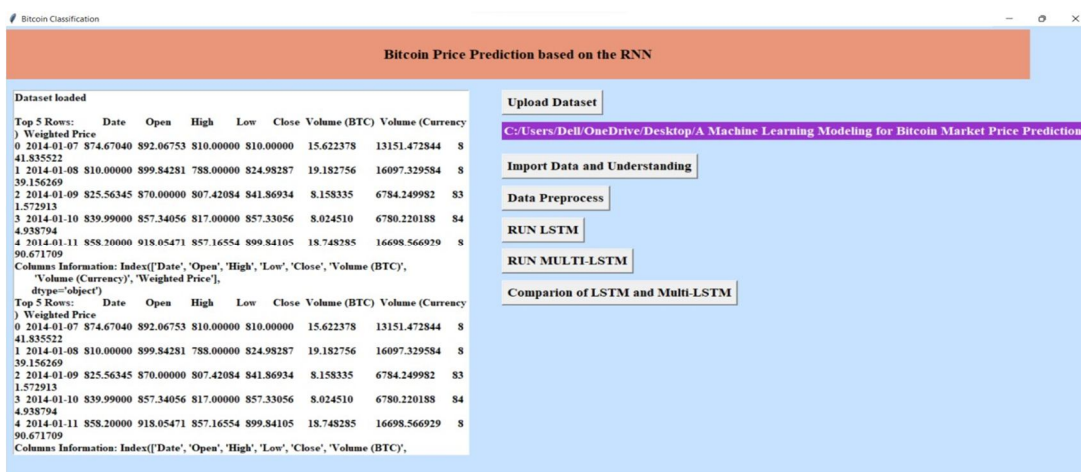 Bitcoin Classification
Bitcoin Price Prediction based on the RNN
Dataset loaded
Top 5 Rows: Date Open High Low Close Volume (BTC) Volume (Currency
) Weighted Price
0 2014-01-07 874.67040 892.06753 810.00000 810.00000 15.622378 13151.472844 8
41.835522
1 2014-01-08 810.00000 899.84281 788.00000 824.98287 19.182756 16097.329584 8
39.156269
2 2014-01-09 825.56345 870.00000 807.42084 841.86934 8.158335 6784.249982 83
1.572913
3 2014-01-10 839.99000 857.34056 817.00000 857.33056 8.024510 6780.220188 84
4.938794
4 2014-01-11 858.20000 918.05471 857.16554 899.84105 18.748285 16698.566929 8
90.671709
Columns Information: Index(['Date', 'Open', 'High', 'Low', 'Close', 'Volume (BTC)',
'Volume (Currency)', 'Weighted Price'],
dtype='object')
Top 5 Rows: Date Open High Low Close Volume (BTC) Volume (Currency
) Weighted Price
0 2014-01-07 874.67040 892.06753 810.00000 810.00000 15.622378 13151.472844 8
41.835522
1 2014-01-08 810.00000 899.84281 788.00000 824.98287 19.182756 16097.329584 8
39.156269
2 2014-01-09 825.56345 870.00000 807.42084 841.86934 8.158335 6784.249982 83
1.572913
3 2014-01-10 839.99000 857.34056 817.00000 857.33056 8.024510 6780.220188 84
4.938794
4 2014-01-11 858.20000 918.05471 857.16554 899.84105 18.748285 16698.566929 8
90.671709
Columns Information: Index(['Date', 'Open', 'High', 'Low', 'Close', 'Volume (BTC)',
Upload Dataset
C:/Users/Dell/OneDrive/Desktop/A Machine Learning Modeling for Bitcoin Market Price Prediction
Import Data and Understanding
Data Preprocess
RUN LSTM
RUN MULTI-LSTM
Comparion of LSTM and Multi-LSTM